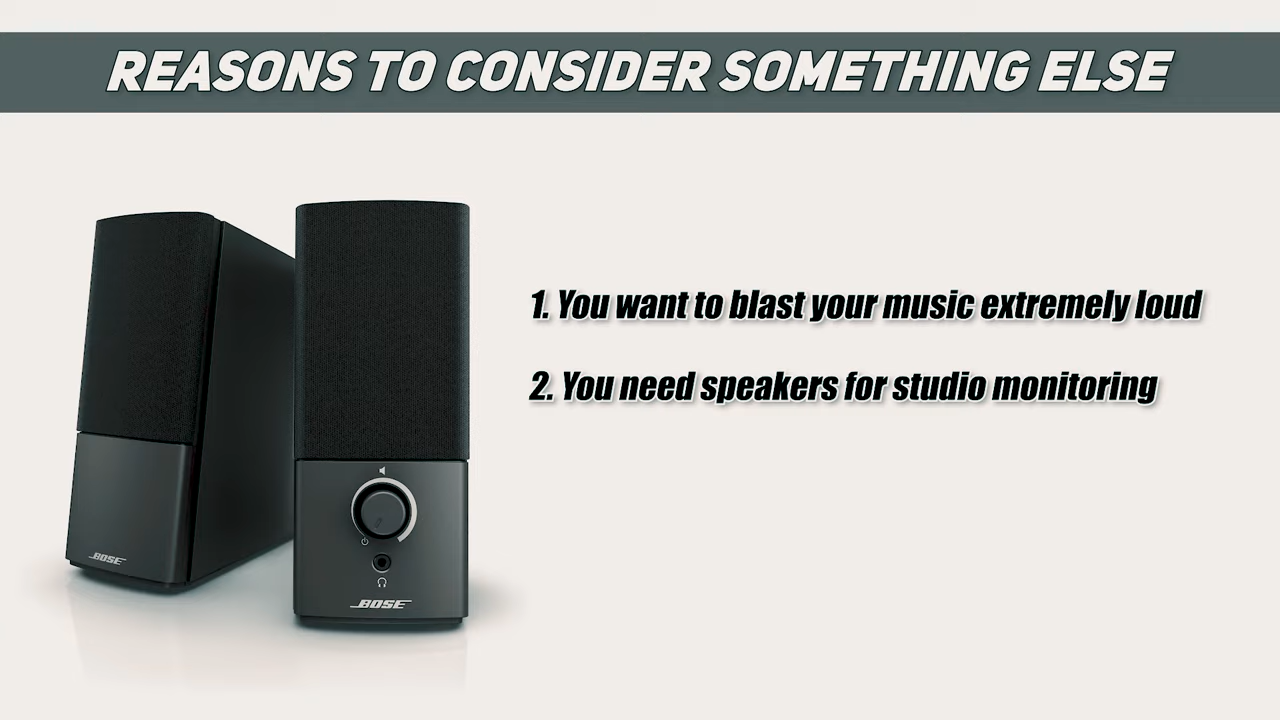 REASONS TO CONSIDER SOMETHING ELSE
1. You want to blast your music extremely loud
2. You need speakers for studio monitoring
BOSE
BOSE